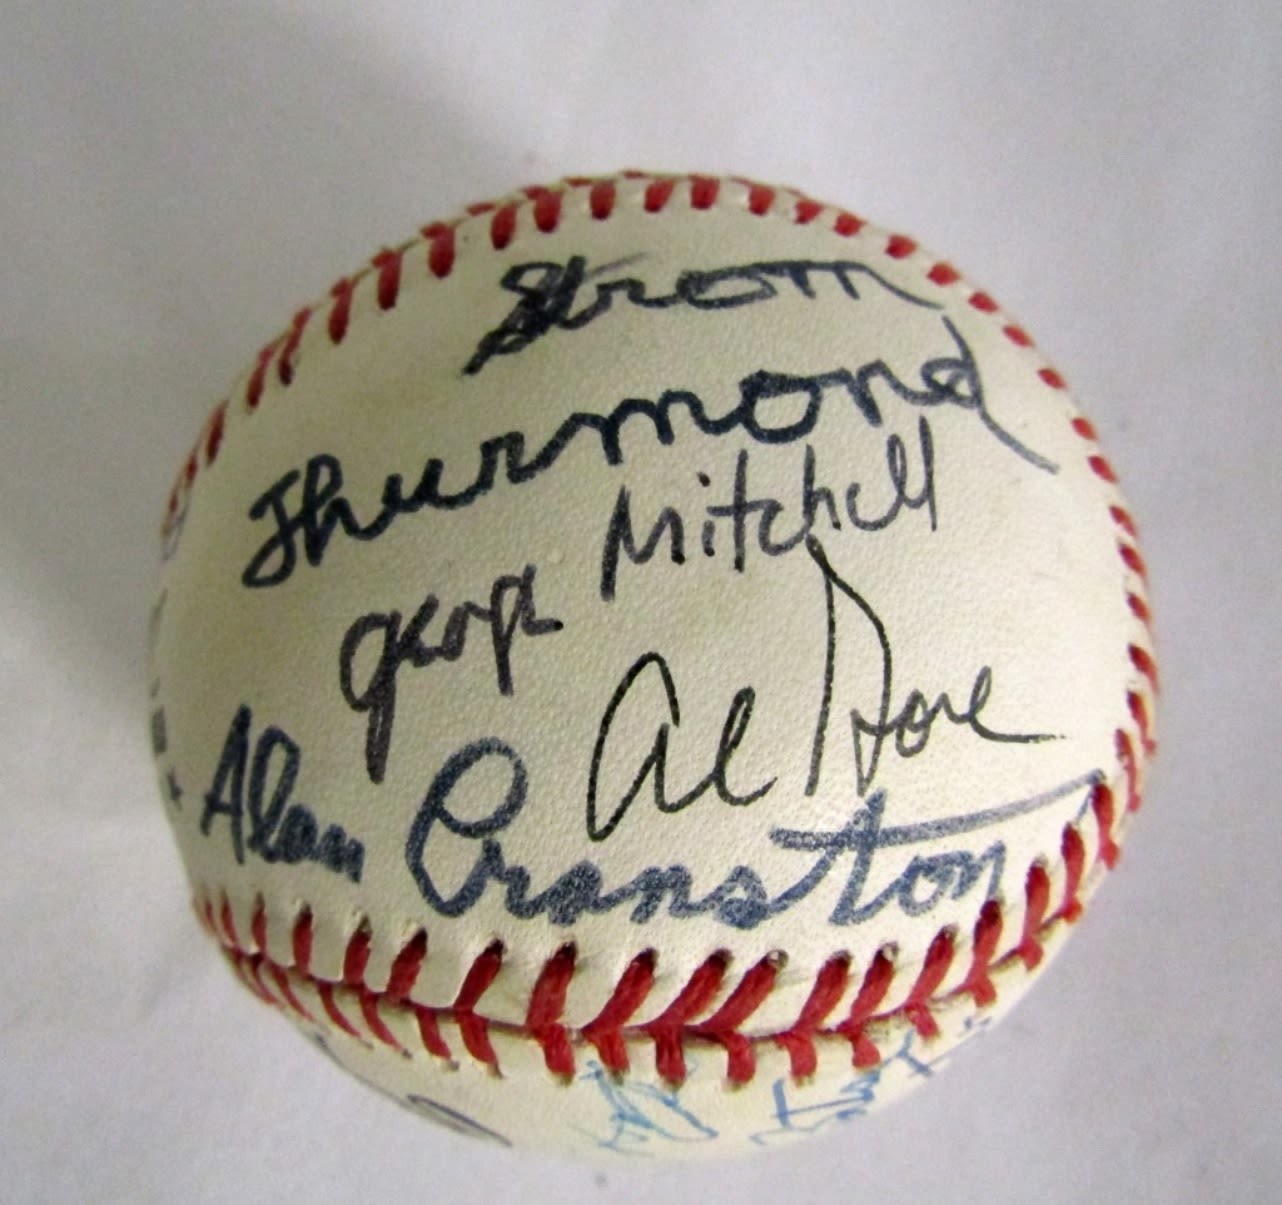 Strom
Thurmond
George Mitchell
Al Gore
Alan Cranston